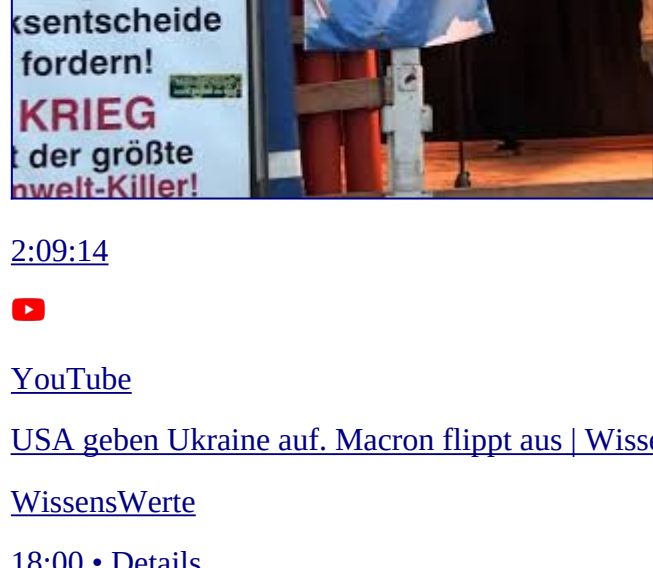 ksentscheide
fordern!
KRIEG
der größte
nwelt-Killer!
2:09:14
YouTube
USA geben Ukraine auf. Macron flippt aus | Wisse
WissensWerte
18:00 • Details